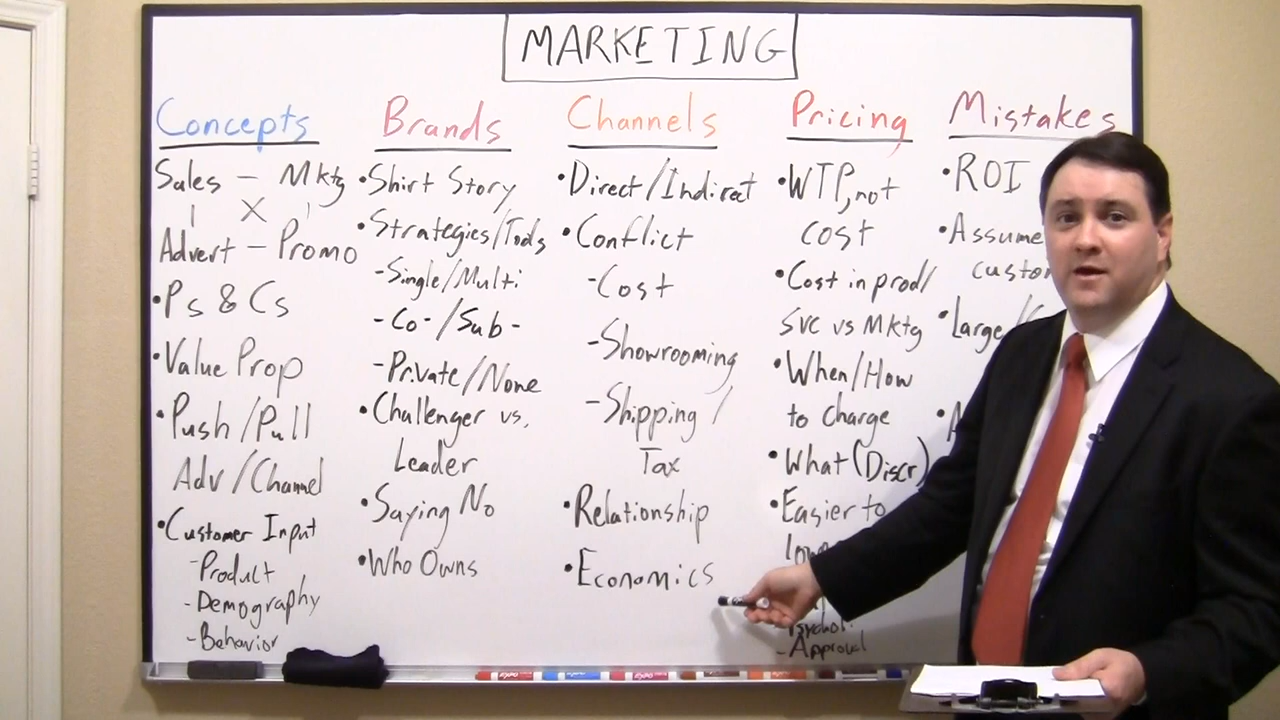 MARKETING
Concepts
Sales - Mktg
X
Advert - Promo
•Ps & Cs
•Value Prop
•Push/Pull
Adv/Channel
•Customer Input
-Product
-Demography
-Behavior
Brands
•Shirt Story
•Strategies/Tools
-Single/Multi
-Co-/Sub-
-Private/None
•Challenger vs.
Leader
•Saying No
•Who Owns
Channels
•Direct/Indirect
•Conflict
-Cost
-Showrooming
-Shipping/
Tax
•Relationship
•Economics
Pricing
•WTP, not
cost
•Cost in prod/
svc vs Mktg
•When/How
to charge
•What (Discr)
•Easier to
-Approval
Mistakes
•ROI
•Assume
•Large/